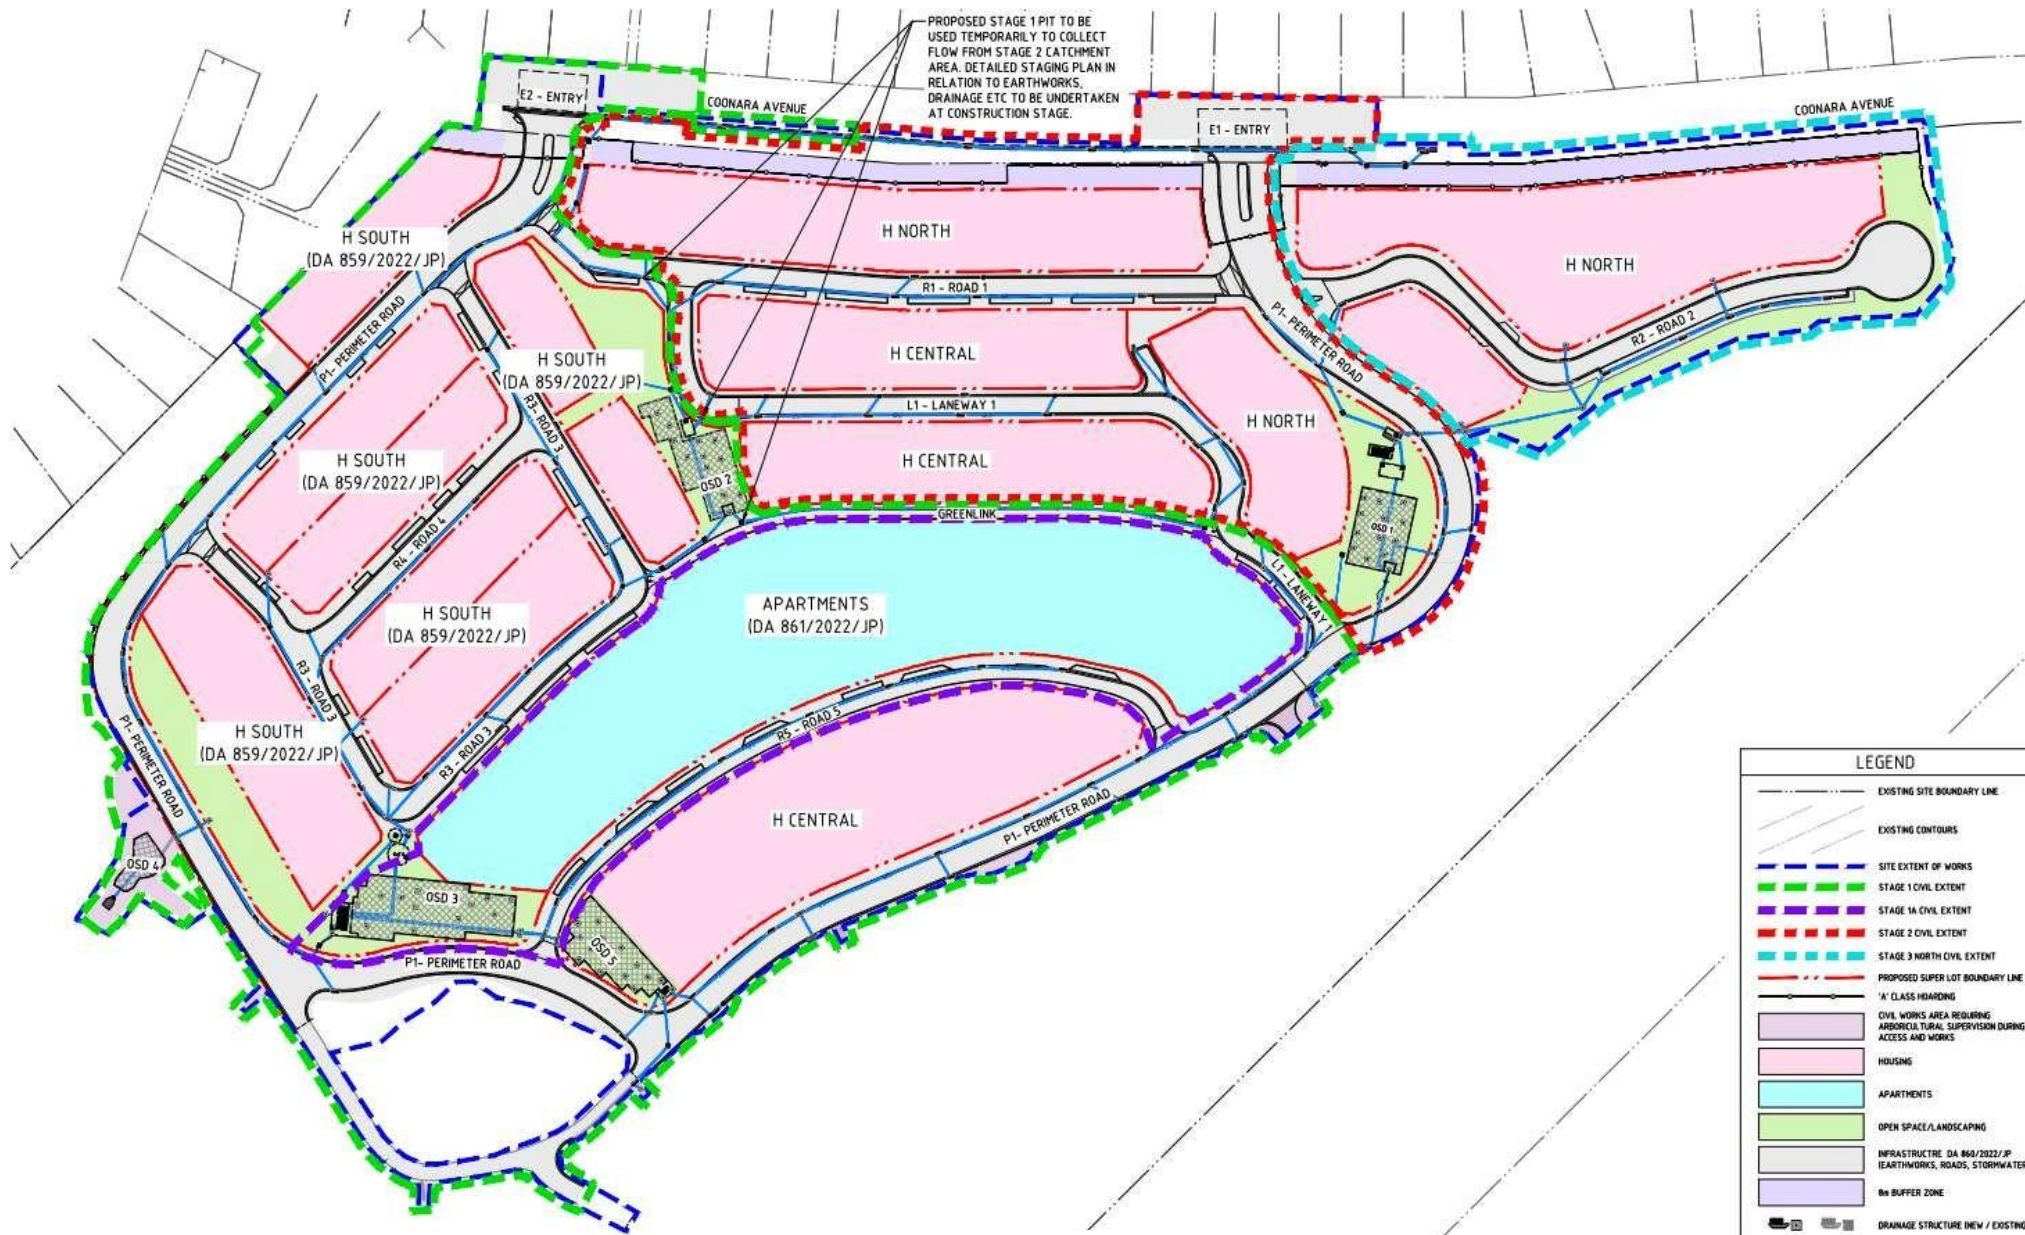 PROPOSED STAGE 1 PIT TO BE
USED TEMPORARILY TO COLLECT
FLOW FROM STAGE 2 CATCHMENT
AREA. DETAILED STAGING PLAN IN
RELATION TO EARTHWORKS,
DRAINAGE ETC TO BE UNDERTAKEN
AT CONSTRUCTION STAGE.
E2 - ENTRY
COONARA AVENUE
E1 - ENTRY
COONARA AVENUE
H SOUTH
(DA 859/2022/JP)
H NORTH
H NORTH
R1 - ROAD 1
P1- PERIMETER ROAD
P1- PERIMETER ROAD
R2 - ROAD 2
H SOUTH
(DA 859/2022/JP)
H CENTRAL
R3- ROAD 3
L1 - LANEWAY 1
H NORTH
H SOUTH
(DA 859/2022/JP)
H CENTRAL
OSD 2
GREENLINK
OSD 1
R4 - ROAD 4
L1 - LANEWAY 1
APARTMENTS
(DA 861/2022/JP)
H SOUTH
(DA 859/2022/JP)
R3 - ROAD 3
R5 - ROAD 5
H SOUTH
(DA 859/2022/JP)
P1- PERIMETER ROAD
R3 - ROAD 3
H CENTRAL
P1- PERIMETER ROAD
OSD 4
OSD 3
OSD 5
P1- PERIMETER ROAD
LEGEND
EXISTING SITE BOUNDARY LINE
EXISTING CONTOURS
SITE EXTENT OF WORKS
STAGE 1 CIVIL EXTENT
STAGE 1A CIVIL EXTENT
STAGE 2 CIVIL EXTENT
STAGE 3 NORTH CIVIL EXTENT
PROPOSED SUPER LOT BOUNDARY LINE
'A' CLASS HOARDING
CIVIL WORKS AREA REQUIRING
ARBORICULTURAL SUPERVISION DURING
ACCESS AND WORKS
HOUSING
APARTMENTS
OPEN SPACE/LANDSCAPING
INFRASTRUCTRE DA 860/2022/JP
(EARTHWORKS, ROADS, STORMWATER
8m BUFFER ZONE
DRAINAGE STRUCTURE (NEW / EXISTING